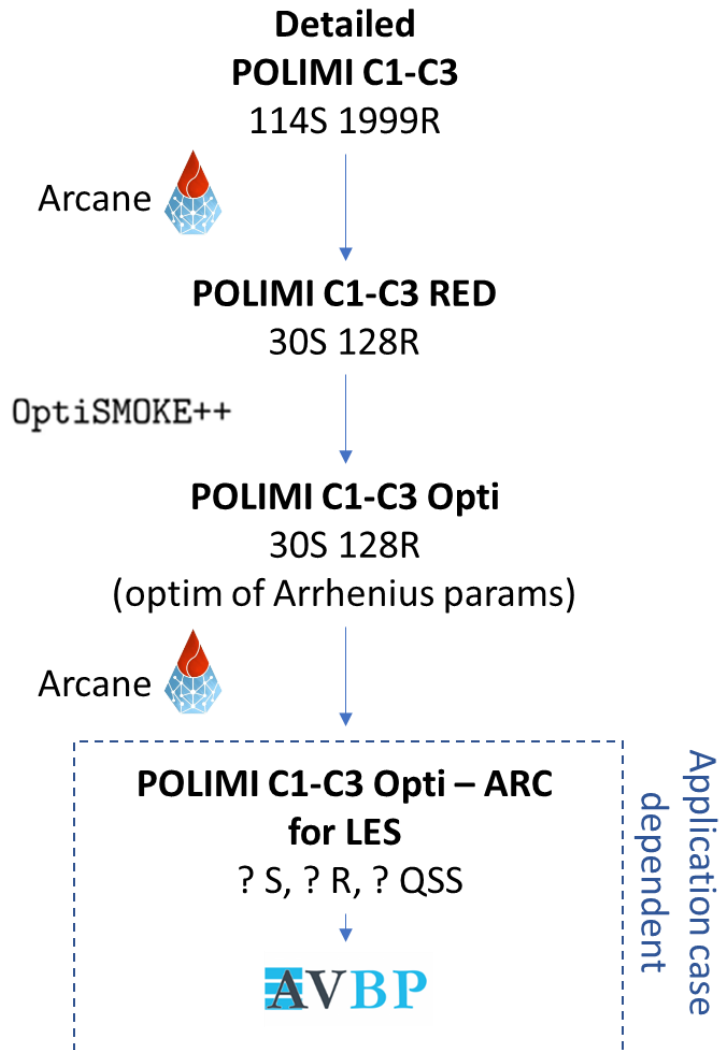 Detailed
POLIMI C1-C3
114S 1999R
Arcane
POLIMI C1-C3 RED
30S 128R
OptiSMOKE++
POLIMI C1-C3 Opti
30S 128R
(optim of Arrhenius params)
Arcane
POLIMI C1-C3 Opti – ARC
for LES
? S, ? R, ? QSS
AVBP
Application case
dependent